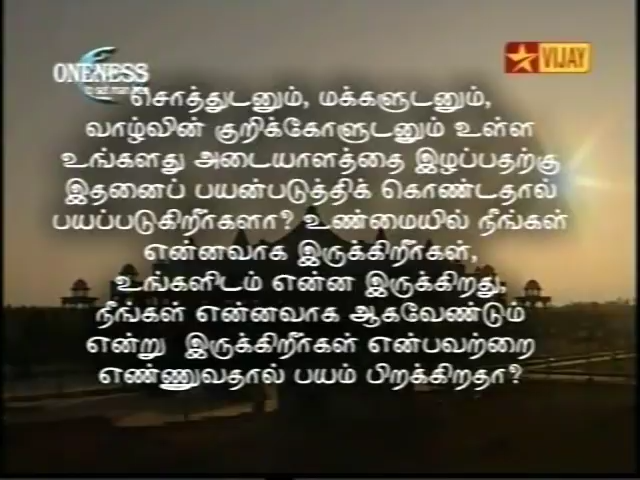 ONENESS
VIJAY
சொத்துடனும், மக்களுடனும்,
வாழ்வின் குறிக்கோளுடனும் உள்ள
உங்களது அடையாளத்தை இழப்பதற்கு
இதனைப் பயன்படுத்திக் கொண்டதால்
பயப்படுகிறீர்களா? உண்மையில் நீங்கள்
என்னவாக இருக்கிறீர்கள்,
உங்களிடம் என்ன இருக்கிறது,
நீங்கள் என்னவாக ஆகவேண்டும்
என்று இருக்கிறீர்கள் என்பவற்றை
எண்ணுவதால் பயம் பிறக்கிறதா?